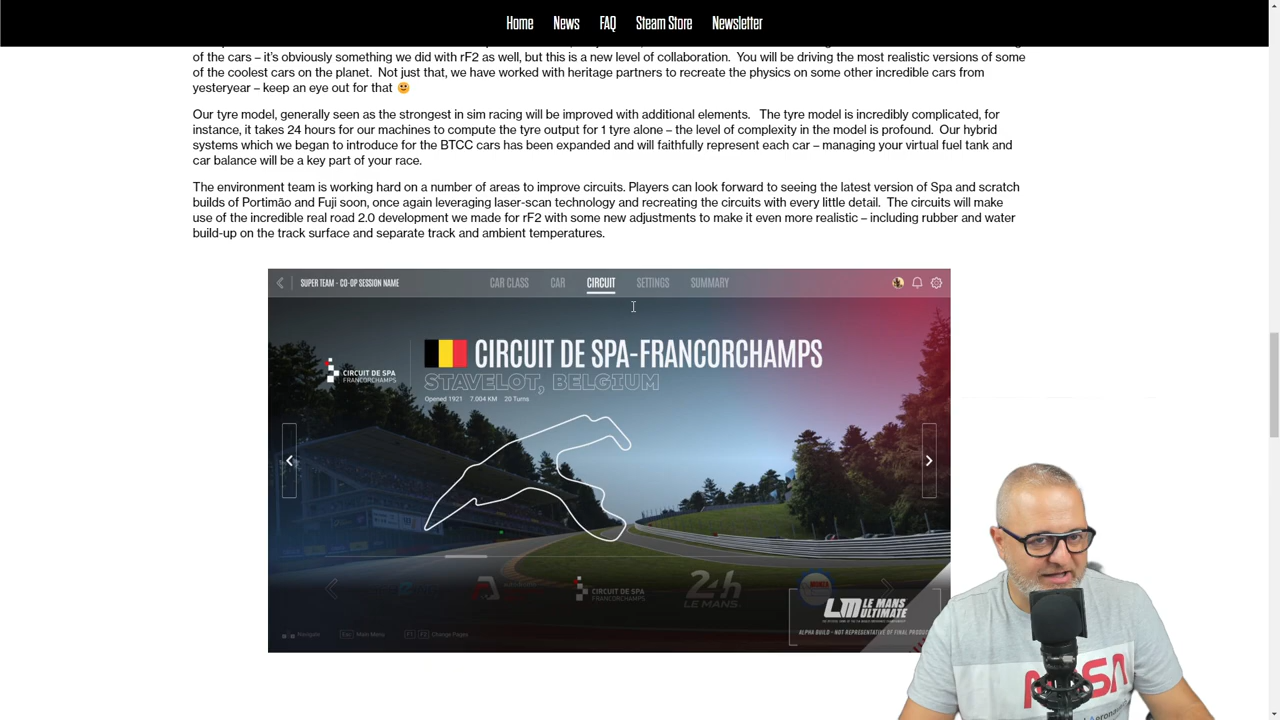 Home News FAQ Steam Store Newsletter
of the cars – it's obviously something we did with rF2 as well, but this is a new level of collaboration. You will be driving the most realistic versions of some
of the coolest cars on the planet. Not just that, we have worked with heritage partners to recreate the physics on some other incredible cars from
yesteryear – keep an eye out for that 🙂
Our tyre model, generally seen as the strongest in sim racing will be improved with additional elements. The tyre model is incredibly complicated, for
instance, it takes 24 hours for our machines to compute the tyre output for 1 tyre alone – the level of complexity in the model is profound. Our hybrid
systems which we began to introduce for the BTCC cars has been expanded and will faithfully represent each car – managing your virtual fuel tank and
car balance will be a key part of your race.
The environment team is working hard on a number of areas to improve circuits. Players can look forward to seeing the latest version of Spa and scratch
builds of Portimão and Fuji soon, once again leveraging laser-scan technology and recreating the circuits with every little detail. The circuits will make
use of the incredible real road 2.0 development we made for rF2 with some new adjustments to make it even more realistic – including rubber and water
build-up on the track surface and separate track and ambient temperatures.
SUPER TEAM - CO-OP SESSION NAME CAR CLASS CAR CIRCUIT SETTINGS SUMMARY
CIRCUIT DE SPA
FRANCORCHAMPS
CIRCUIT DE SPA-FRANCORCHAMPS
STAVELOT, BELGIUM
Opened 1921 7.004 KM 20 Turns
CIRCUIT DE SPA
FRANCORCHAMPS
24h
LE MANS
MONZA
LM LE MANS
ULTIMATE
ALPHA BUILD - NOT REPRESENTATIVE OF FINAL PRODUCT
Navigate Esc Main Menu F1 F2 Change Pages
NASA